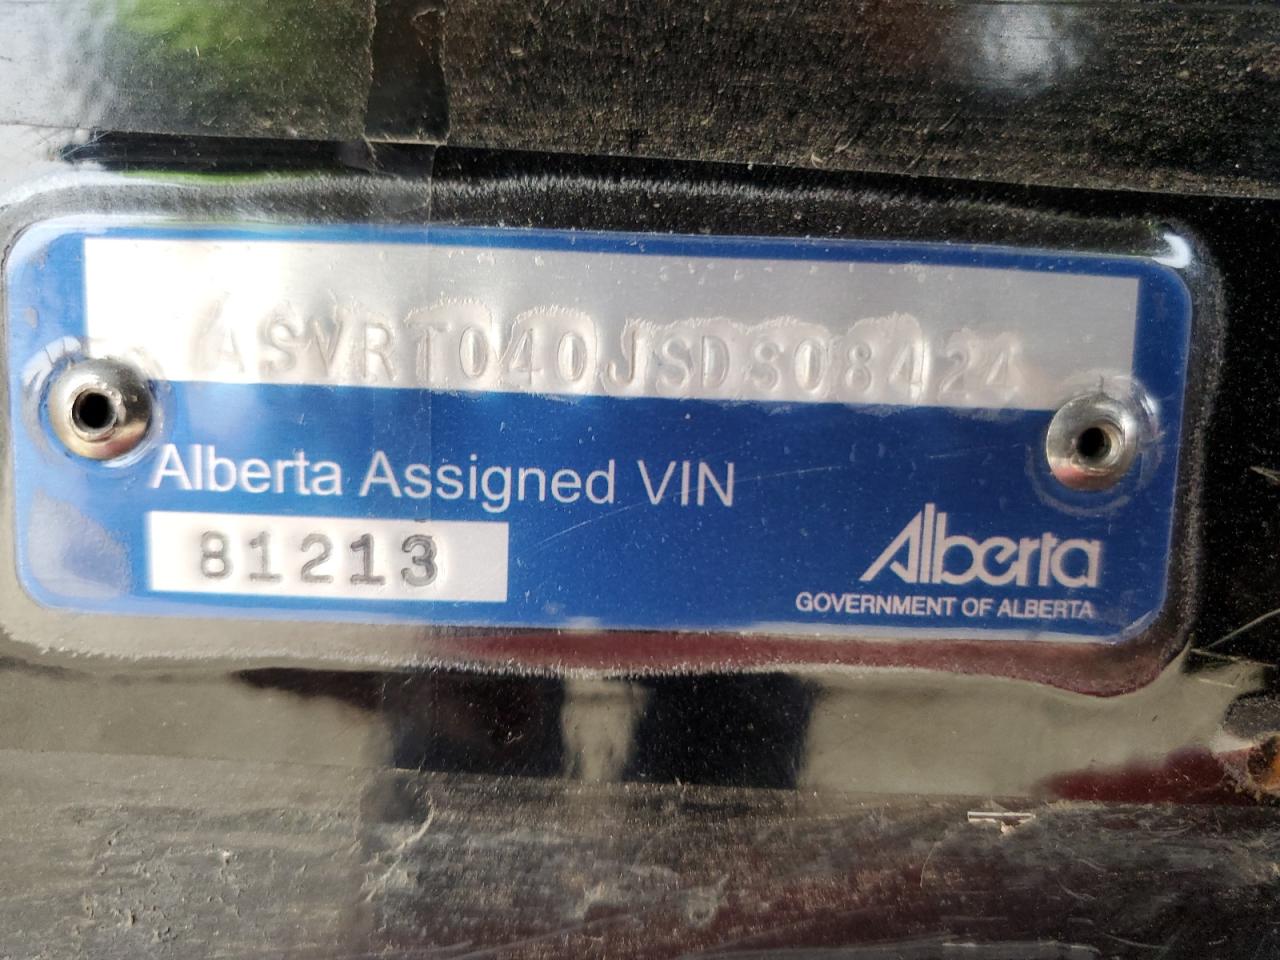 ASVRT040JSDS08424
Alberta Assigned VIN
81213
Alberta
GOVERNMENT OF ALBERTA